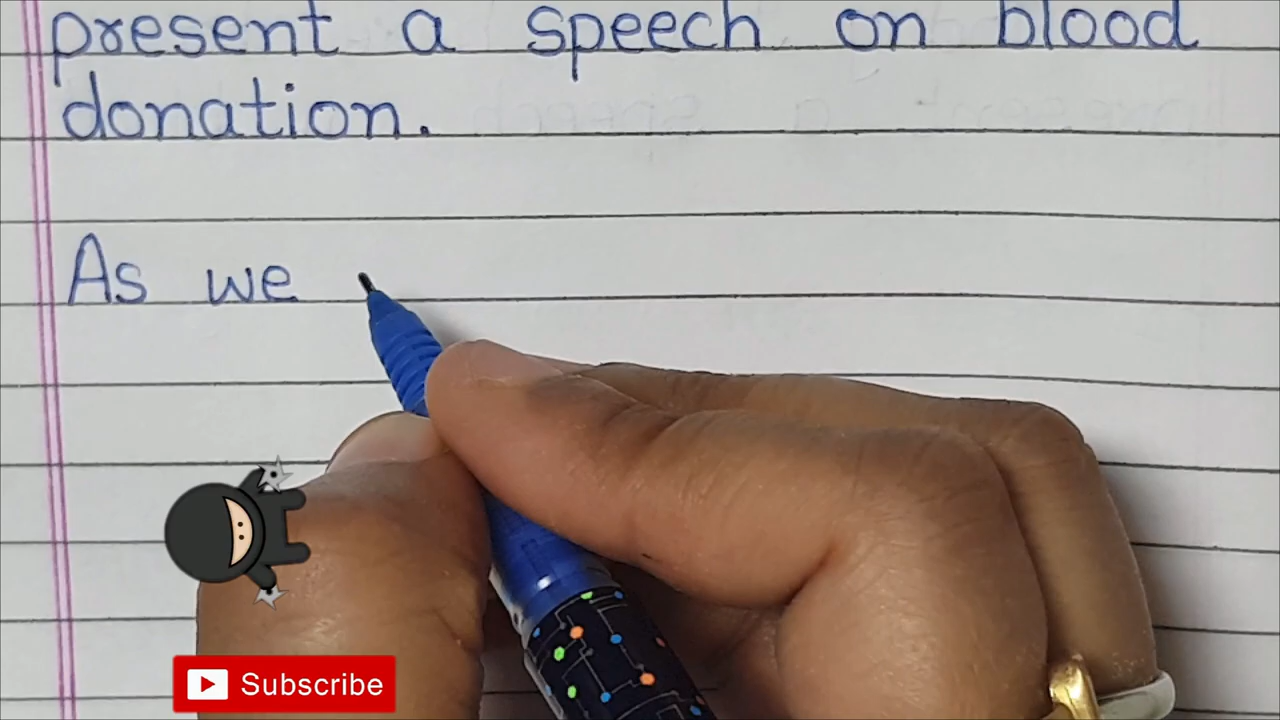 present a speech on blood
donation.
As we
Subscribe